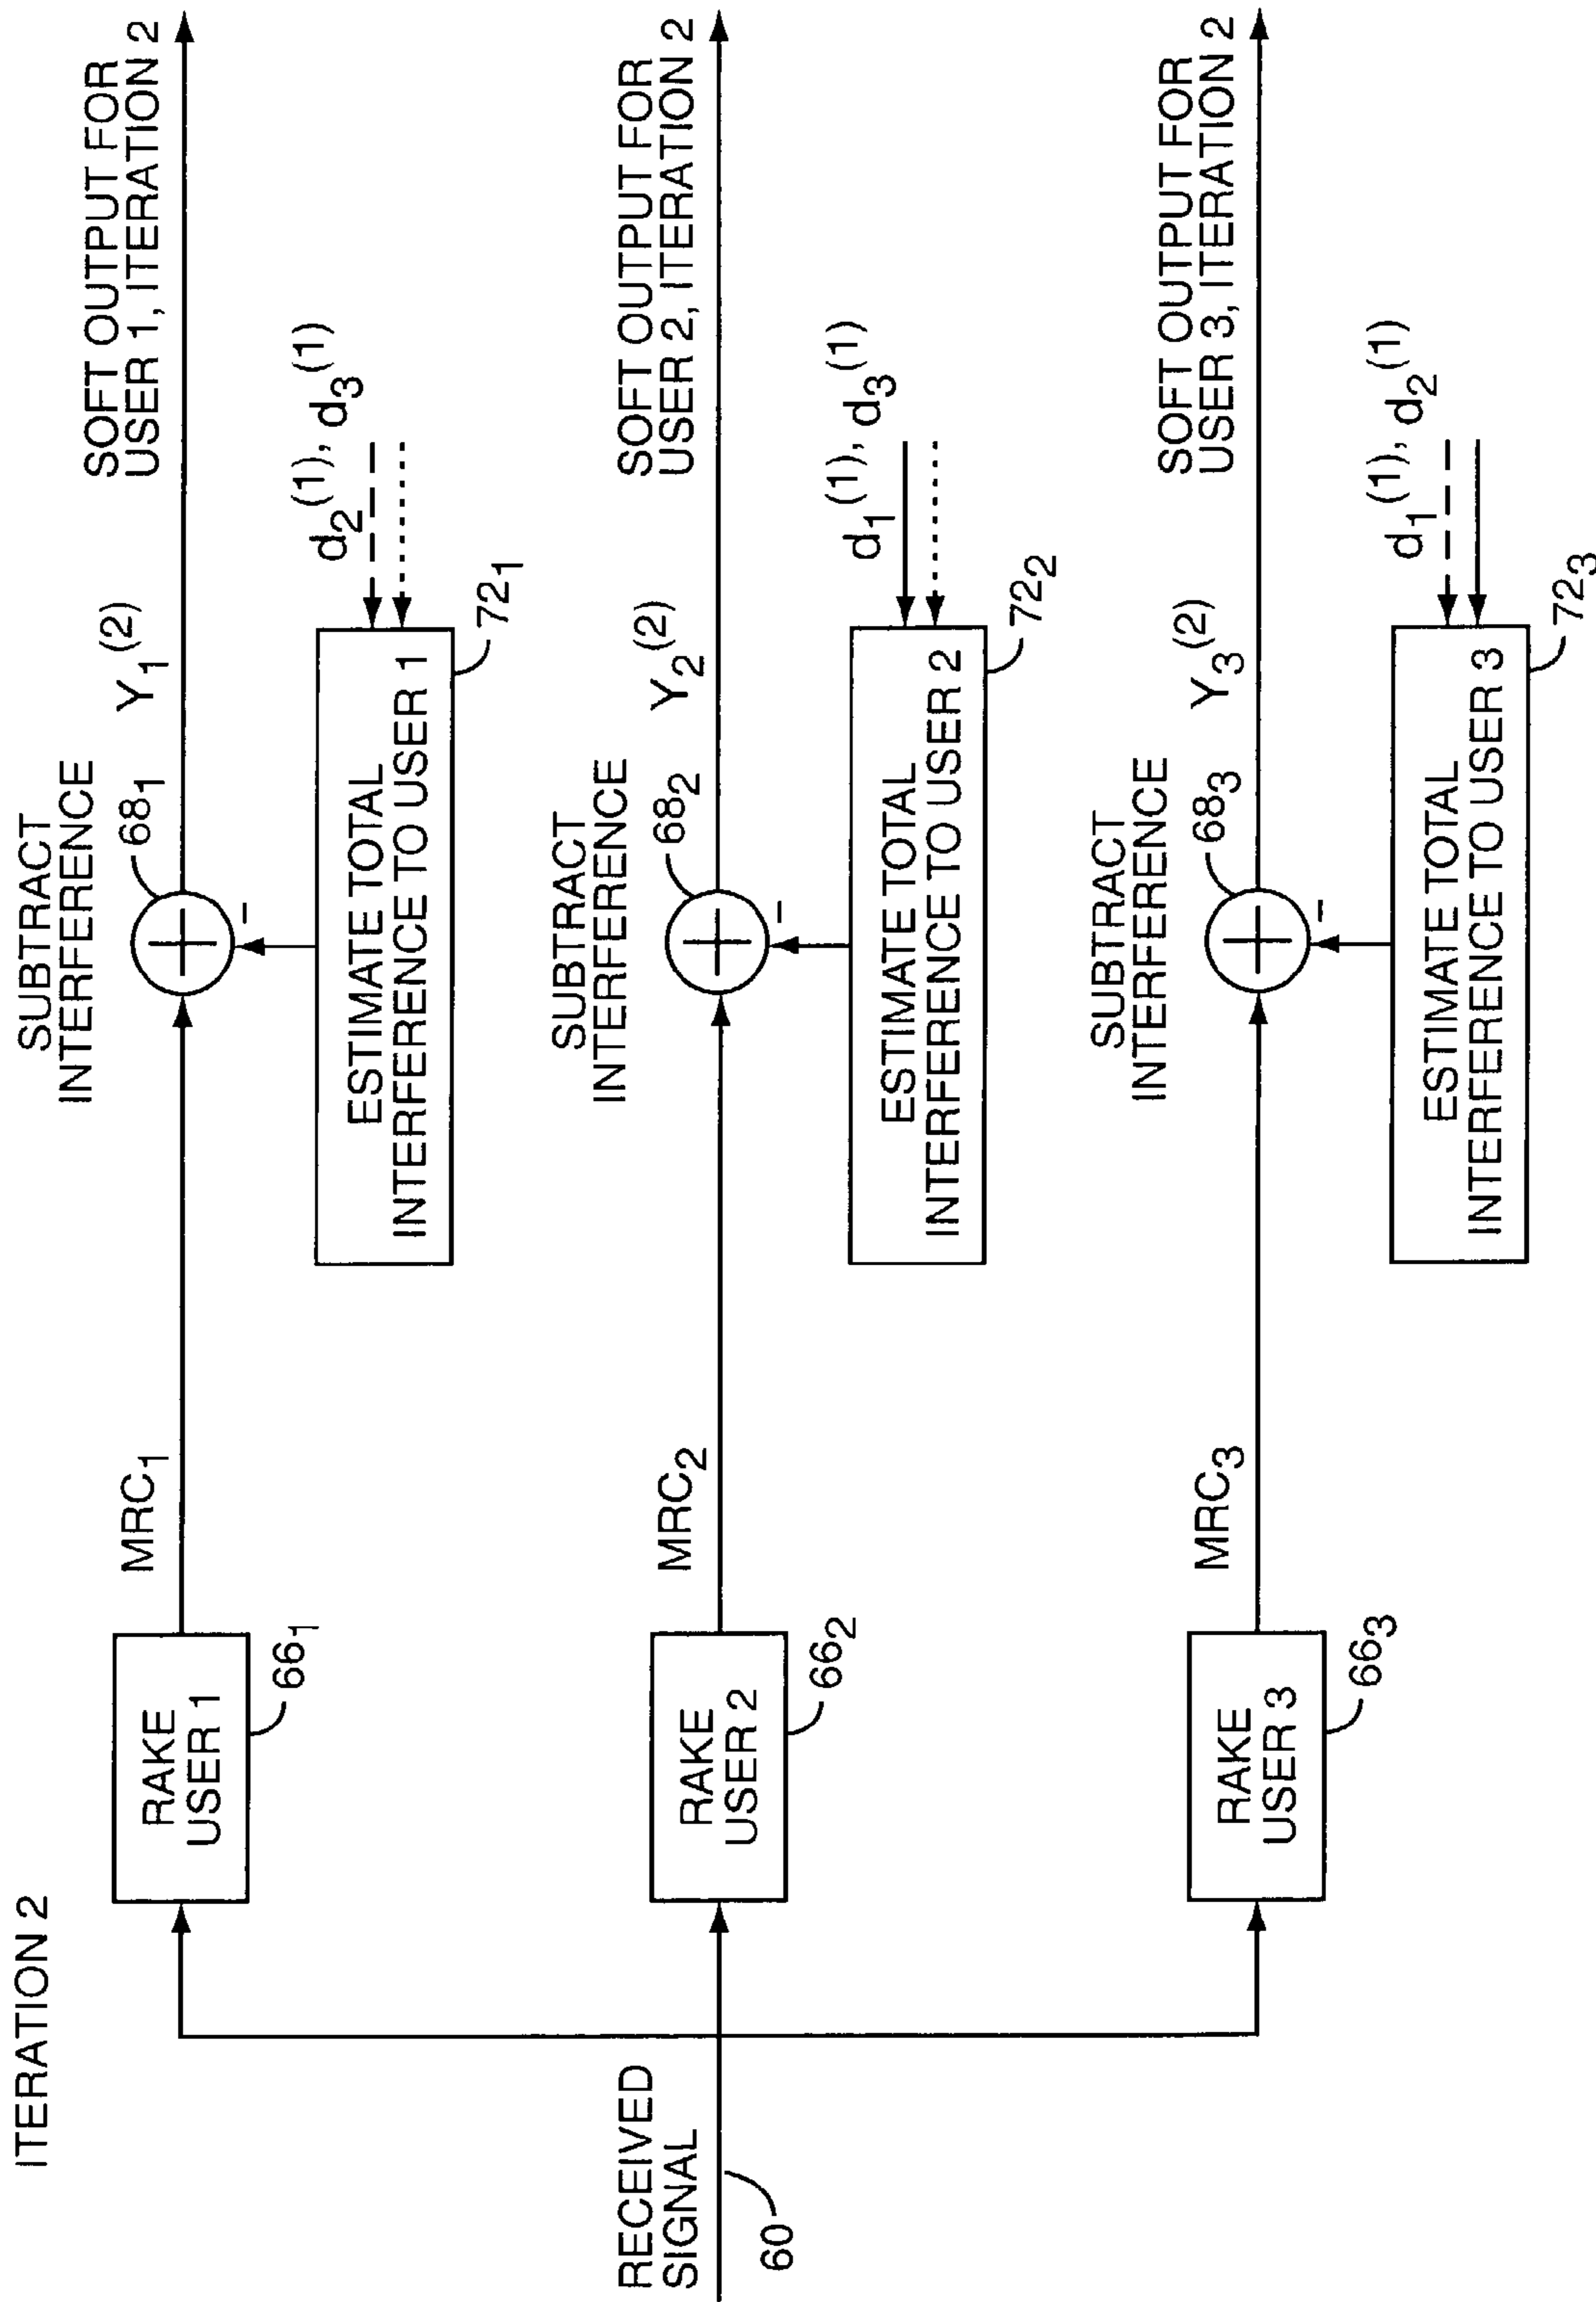 ITERATION 2
RECEIVED
SIGNAL
60
RAKE
USER 1
66₁
MRC₁
SUBTRACT
INTERFERENCE
68₁
Y₁⁽²⁾
SOFT OUTPUT FOR
USER 1, ITERATION 2
ESTIMATE TOTAL
INTERFERENCE TO USER 1
72₁
d₂⁽¹⁾, d₃⁽¹⁾
RAKE
USER 2
66₂
MRC₂
SUBTRACT
INTERFERENCE
68₂
Y₂⁽²⁾
SOFT OUTPUT FOR
USER 2, ITERATION 2
ESTIMATE TOTAL
INTERFERENCE TO USER 2
72₂
d₁⁽¹⁾, d₃⁽¹⁾
RAKE
USER 3
66₃
MRC₃
SUBTRACT
INTERFERENCE
68₃
Y₃⁽²⁾
SOFT OUTPUT FOR
USER 3, ITERATION 2
ESTIMATE TOTAL
INTERFERENCE TO USER 3
72₃
d₁⁽¹⁾, d₂⁽¹⁾